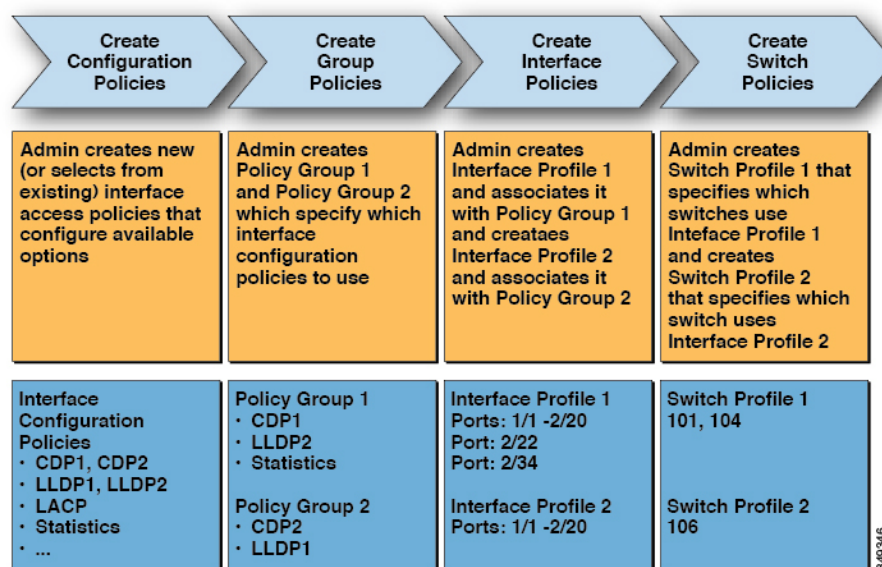 Create
Configuration
Policies
Create
Group
Policies
Create
Interface
Policies
Create
Switch
Policies
Admin creates new
(or selects from
existing) interface
access policies that
configure available
options
Admin creates
Policy Group 1
and Policy Group 2
which specify which
interface
configuration
policies to use
Admin creates
Interface Profile 1
and associates it
with Policy Group 1
and creataes
Interface Profile 2
and associates it
with Policy Group 2
Admin creates
Switch Profile 1 that
specifies which
switches use
Inteface Profile 1
and creates
Switch Profile 2
that specifies which
switch uses
Interface Profile 2
Interface
Configuration
Policies
· CDP1, CDP2
· LLDP1, LLDP2
· LACP
· Statistics
· ...
Policy Group 1
· CDP1
· LLDP2
· Statistics
Policy Group 2
· CDP2
· LLDP1
Interface Profile 1
Ports: 1/1 -2/20
Port: 2/22
Port: 2/34
Interface Profile 2
Ports: 1/1 -2/20
Switch Profile 1
101, 104
Switch Profile 2
106
349346